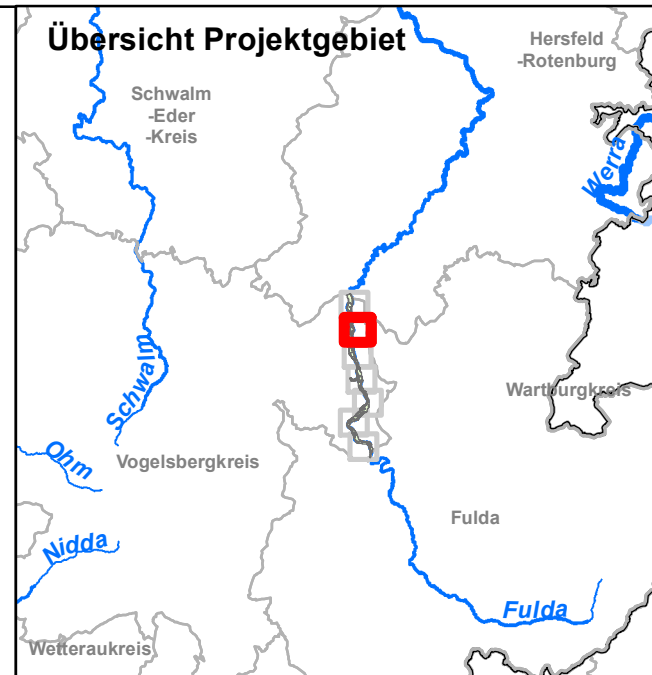 Übersicht Projektgebiet
Hersfeld
-Rotenburg
Schwalm
-Eder
-Kreis
Werra
Schwalm
Wartburgkreis
Ohm
Vogelsbergkreis
Nidda
Fulda
Fulda
Wetteraukreis